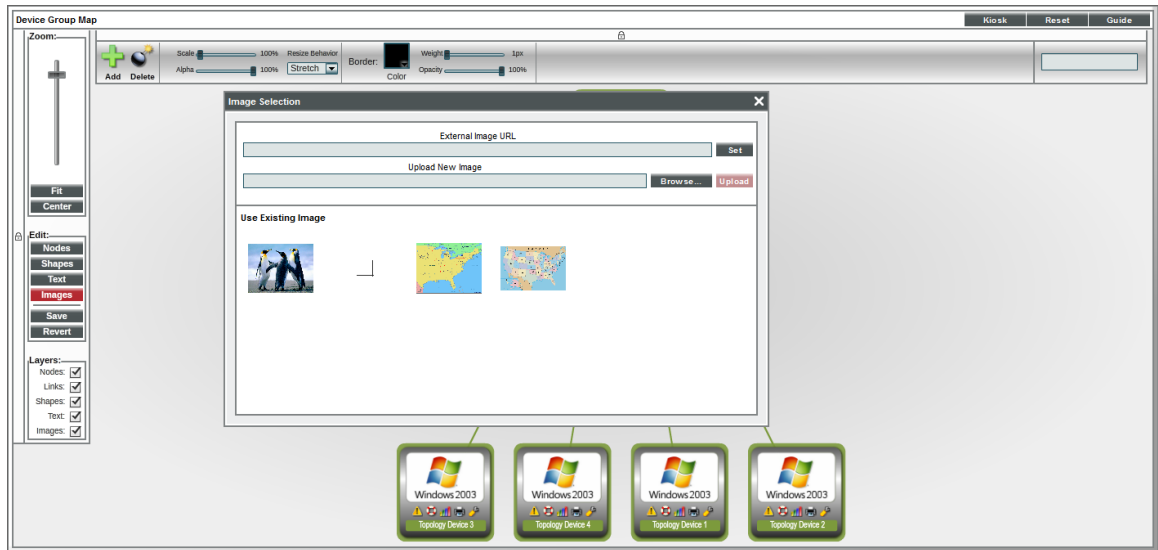 Device Group Map
Kiosk Reset Guide
Zoom:
Fit
Center
Edit:
Nodes
Shapes
Text
Images
Save
Revert
Layers:
Nodes:
Links:
Shapes:
Text:
Images:
Add Delete
Scale 100% Resize Behavior
Alpha 100% Stretch
Border:
Color
Weight 1px
Opacity 100%
Image Selection
External Image URL
Set
Upload New Image
Browse... Upload
Use Existing Image
Windows 2003
Topology Device 3
Windows 2003
Topology Device 4
Windows 2003
Topology Device 1
Windows 2003
Topology Device 2